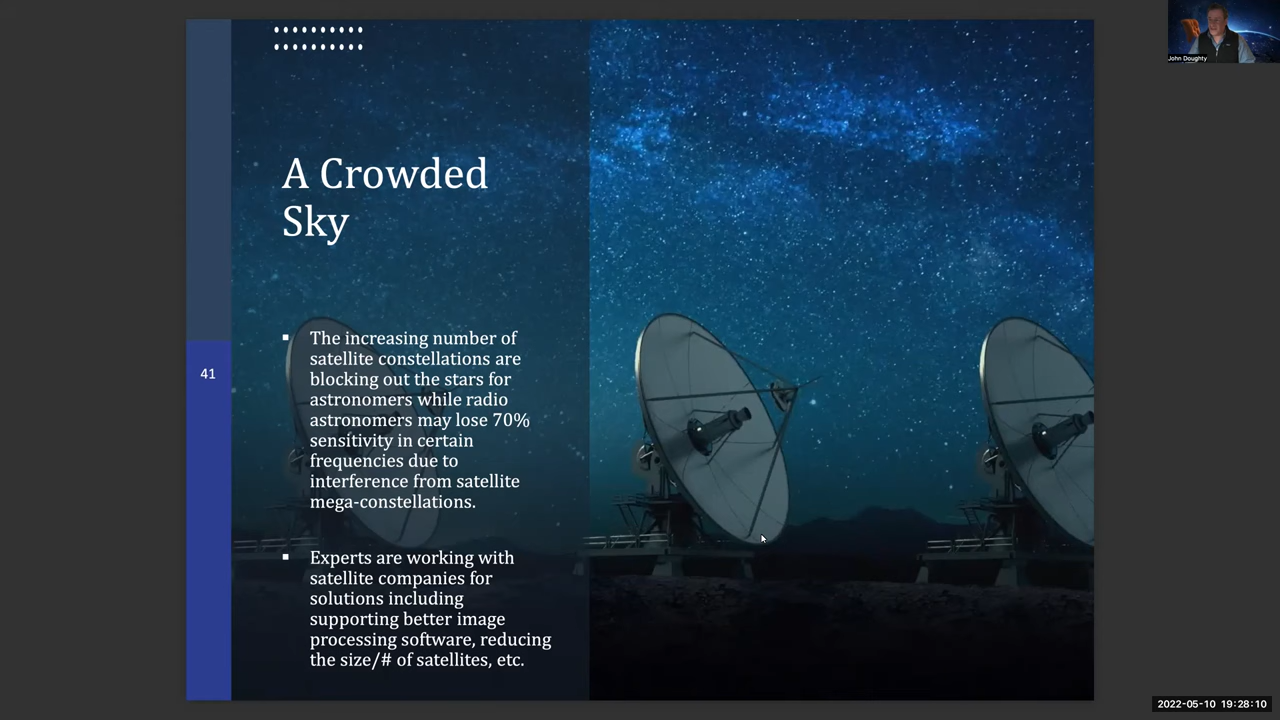 John Doughty
A Crowded
Sky
▪ The increasing number of
satellite constellations are
blocking out the stars for
astronomers while radio
astronomers may lose 70%
sensitivity in certain
frequencies due to
interference from satellite
mega-constellations.
41
▪ Experts are working with
satellite companies for
solutions including
supporting better image
processing software, reducing
the size/# of satellites, etc.
2022-05-10 19:28:10